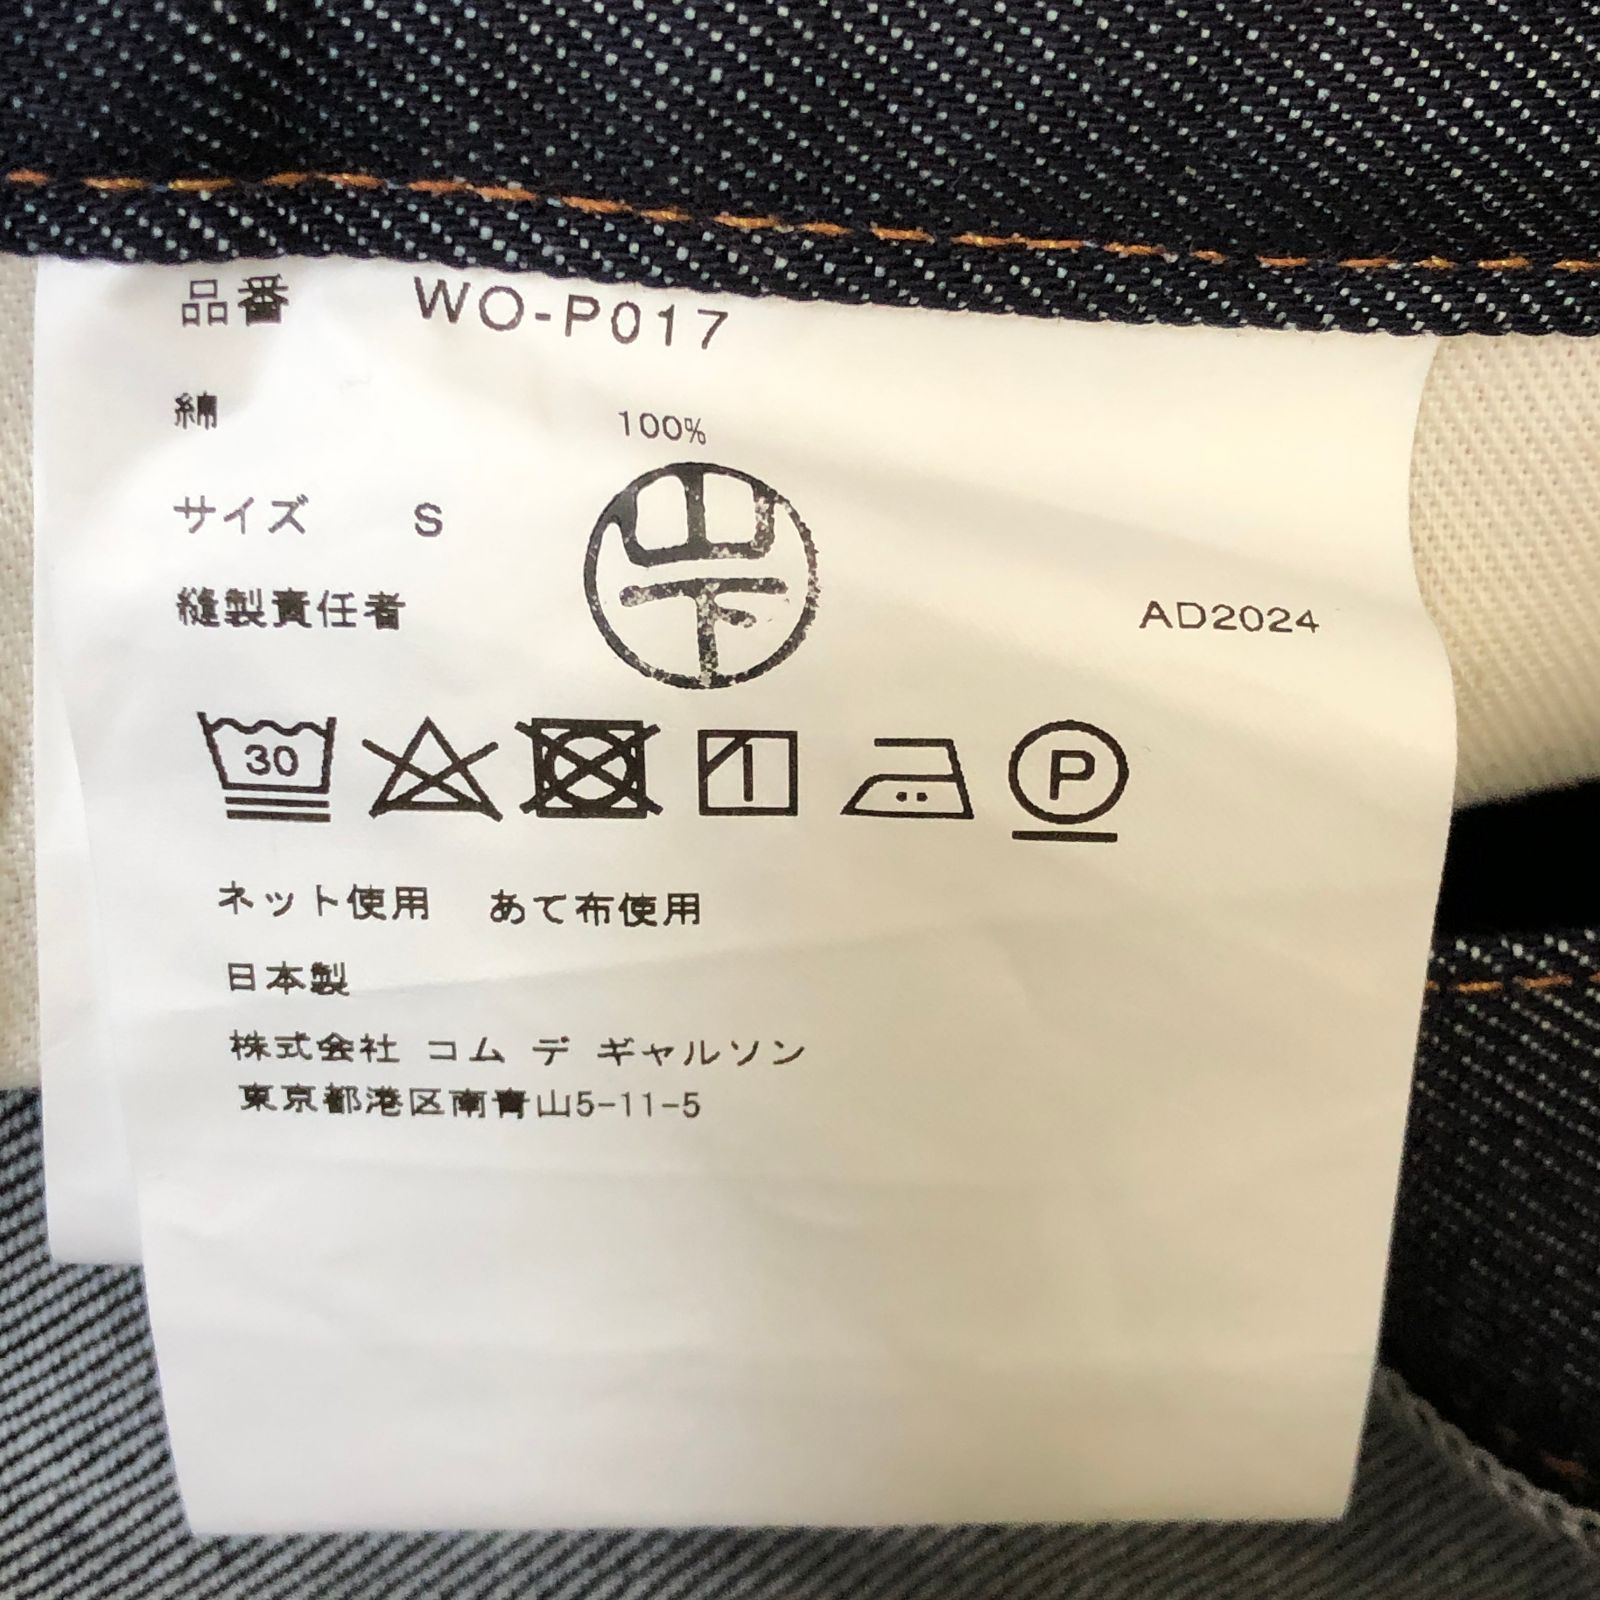 品番 WO-P017
綿 100%
サイズ S
山下
縫製責任者 AD2024
30 P
ネット使用 あて布使用
日本製
株式会社 コム デ ギャルソン
東京都港区南青山5-11-5